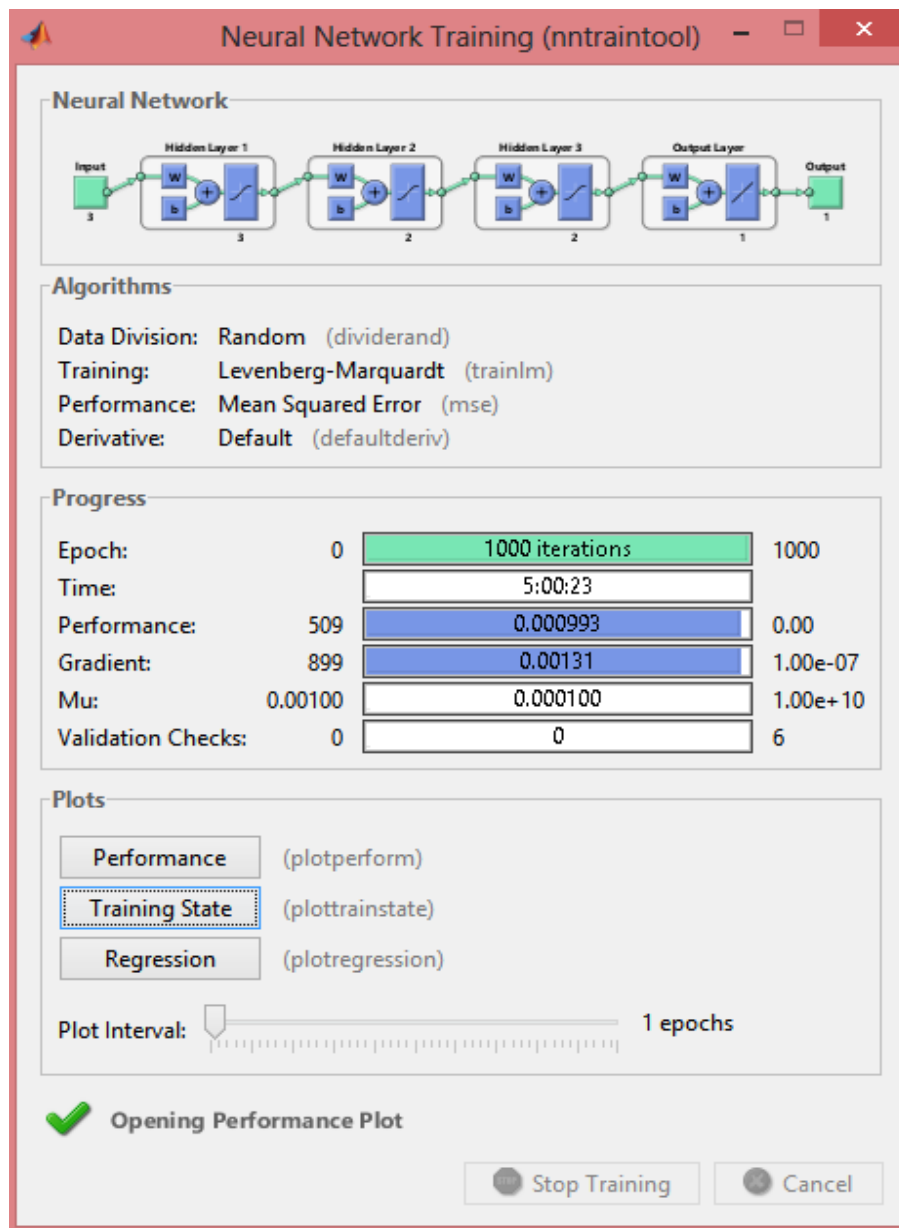 Neural Network Training (nntraintool)
Neural Network
Hidden Layer 1 Hidden Layer 2 Hidden Layer 3 Output Layer
Input Output
W W W W
+ + + +
b b b b
3 1
3 2 2 1
Algorithms
Data Division: Random (dividerand)
Training: Levenberg-Marquardt (trainlm)
Performance: Mean Squared Error (mse)
Derivative: Default (defaultderiv)
Progress
Epoch: 0 1000 iterations 1000
Time: 5:00:23
Performance: 509 0.000993 0.00
Gradient: 899 0.00131 1.00e-07
Mu: 0.00100 0.000100 1.00e+10
Validation Checks: 0 0 6
Plots
Performance (plotperform)
Training State (plottrainstate)
Regression (plotregression)
Plot Interval: 1 epochs
Opening Performance Plot
Stop Training Cancel